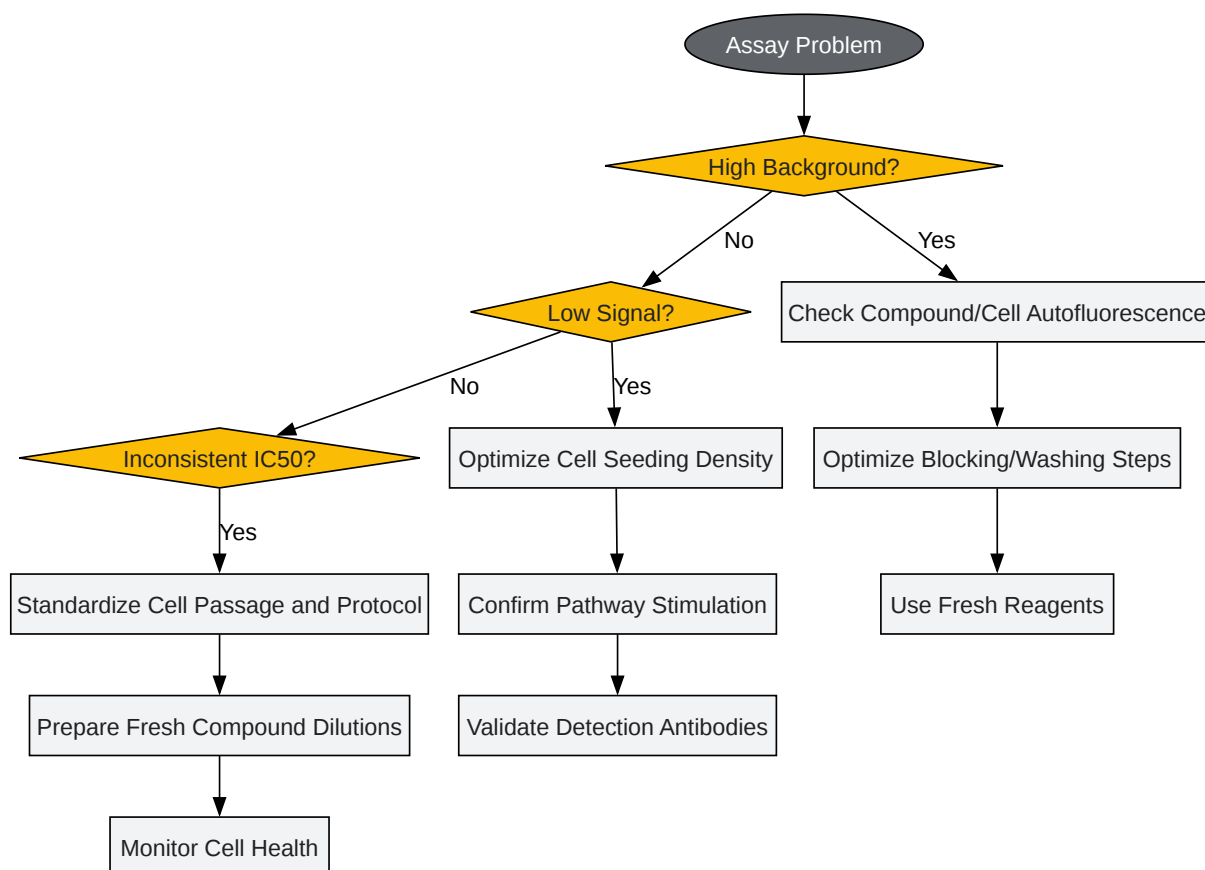 Assay Problem
High Background?
No
Yes
Low Signal?
Check Compound/Cell Autofluorescence
No
Yes
Inconsistent IC50?
Optimize Cell Seeding Density
Optimize Blocking/Washing Steps
Yes
Standardize Cell Passage and Protocol
Confirm Pathway Stimulation
Use Fresh Reagents
Prepare Fresh Compound Dilutions
Validate Detection Antibodies
Monitor Cell Health